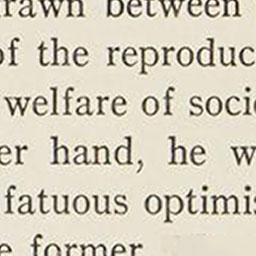 rawn between
of the reproduc
welfare of soci
er hand, he w
fatuous optimis
e former